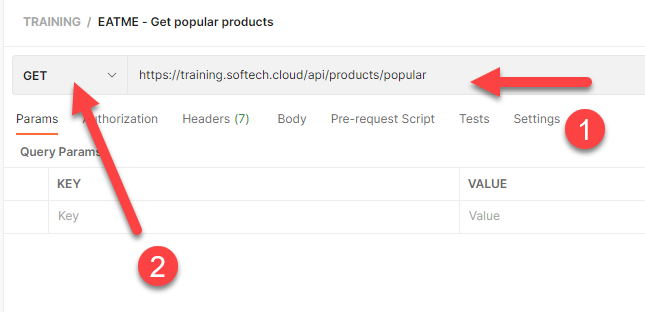 TRAINING / EATME - Get popular products
GET https://training.softech.cloud/api/products/popular
1
Params Authorization Headers (7) Body Pre-request Script Tests Settings
Query Params
KEY VALUE
Key Value
2